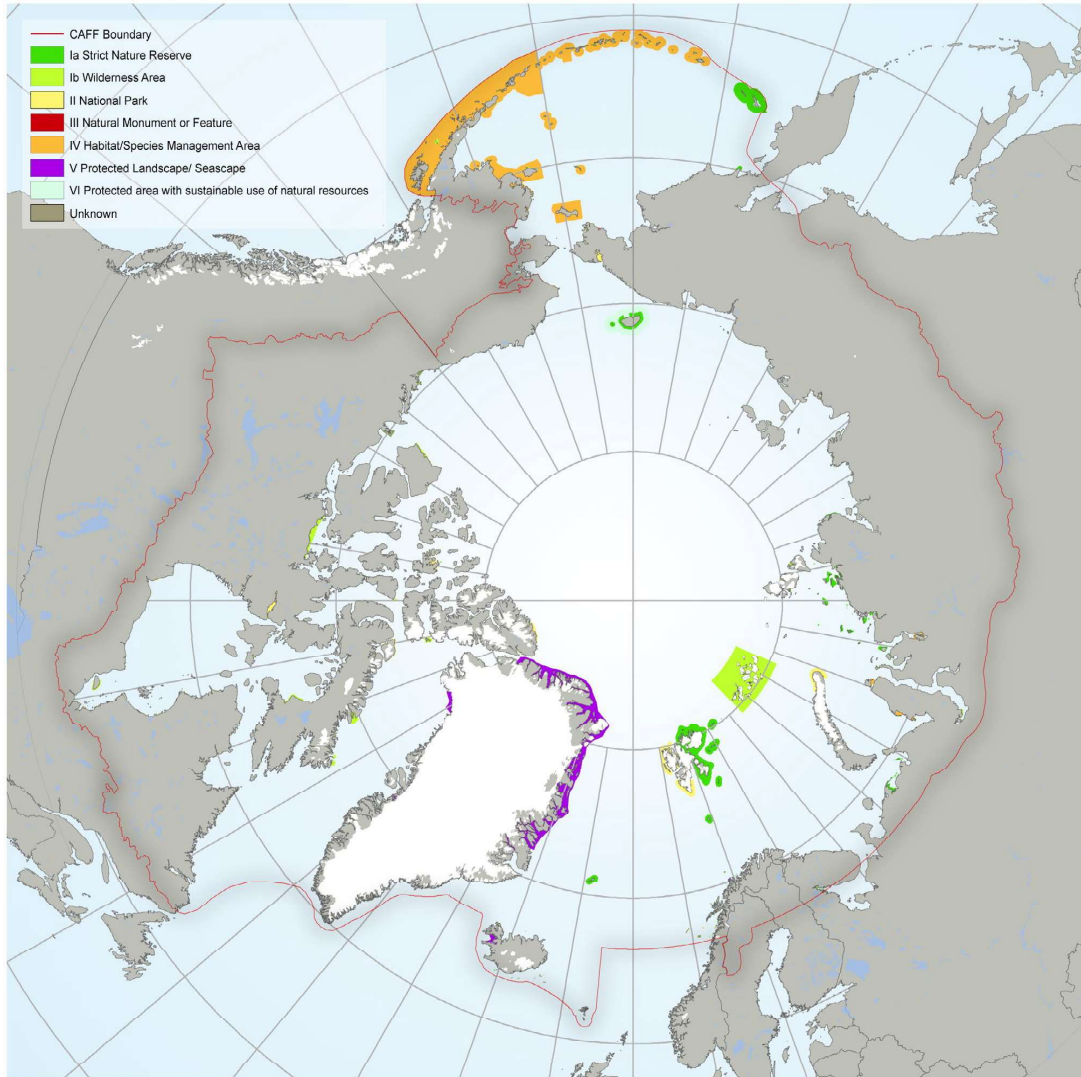 CAFF Boundary
Ia Strict Nature Reserve
Ib Wilderness Area
II National Park
III Natural Monument or Feature
IV Habitat/Species Management Area
V Protected Landscape/ Seascape
VI Protected area with sustainable use of natural resources
Unknown